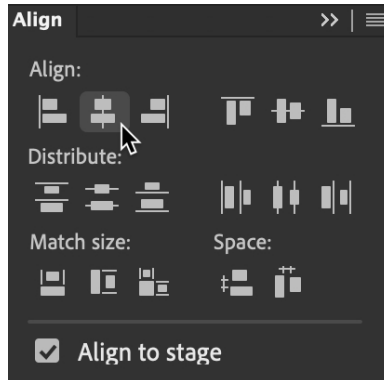 Align
Align:
Distribute:
Match size:
Space:
Align to stage